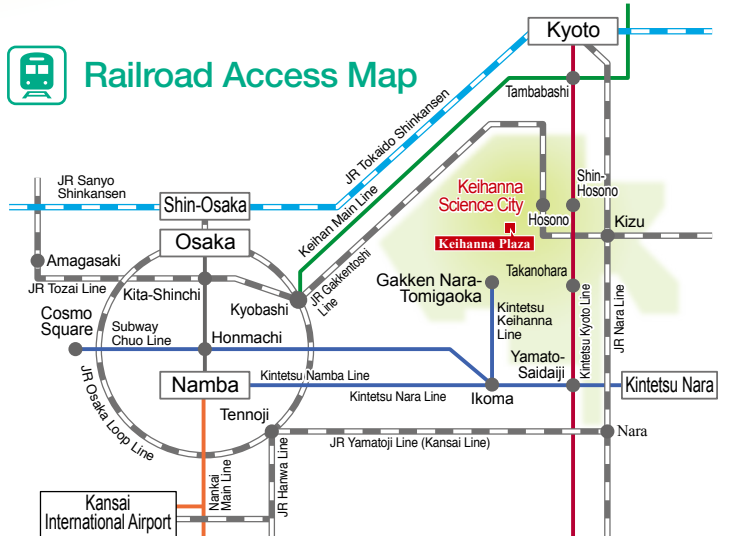 Kyoto
Railroad Access Map
Tambabashi
JR Tokaido Shinkansen
JR Sanyo
Shinkansen
Keihan Main Line
Shin-
Hosono
Keihanna
Science City
Shin-Osaka
Hosono
Kizu
Osaka
Keihanna Plaza
Amagasaki
JR Gakkentoshi
Line
Takanohara
Gakken Nara-
Tomigaoka
JR Tozai Line
Kita-Shinchi
Kyobashi
Kintetsu
Keihanna
Line
Kintetsu Kyoto Line
JR Nara Line
Cosmo
Square
Subway
Chuo Line
Honmachi
Yamato-
Saidaiji
Namba
Kintetsu Namba Line
Kintetsu Nara Line
Ikoma
Kintetsu Nara
JR Osaka Loop Line
Tennoji
JR Yamatoji Line (Kansai Line)
Nara
Nankai
Main Line
JR Hanwa Line
Kansai
International Airport